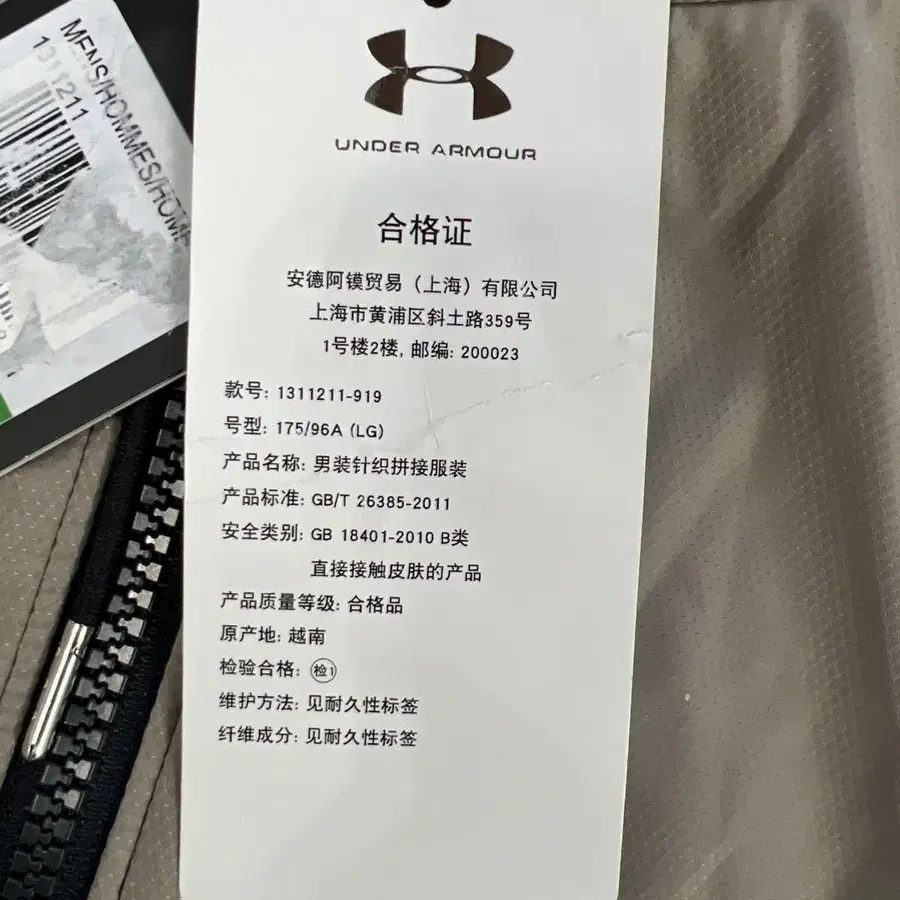 MENS/HOMMES/HOM
1311211
UNDER ARMOUR
合格证
安德阿镆贸易（上海）有限公司
上海市黄浦区斜土路359号
1号楼2楼, 邮编: 200023
款号: 1311211-919
号型: 175/96A (LG)
产品名称: 男装针织拼接服装
产品标准: GB/T 26385-2011
安全类别: GB 18401-2010 B类
直接接触皮肤的产品
产品质量等级: 合格品
原产地: 越南
检验合格: 检1
维护方法: 见耐久性标签
纤维成分: 见耐久性标签